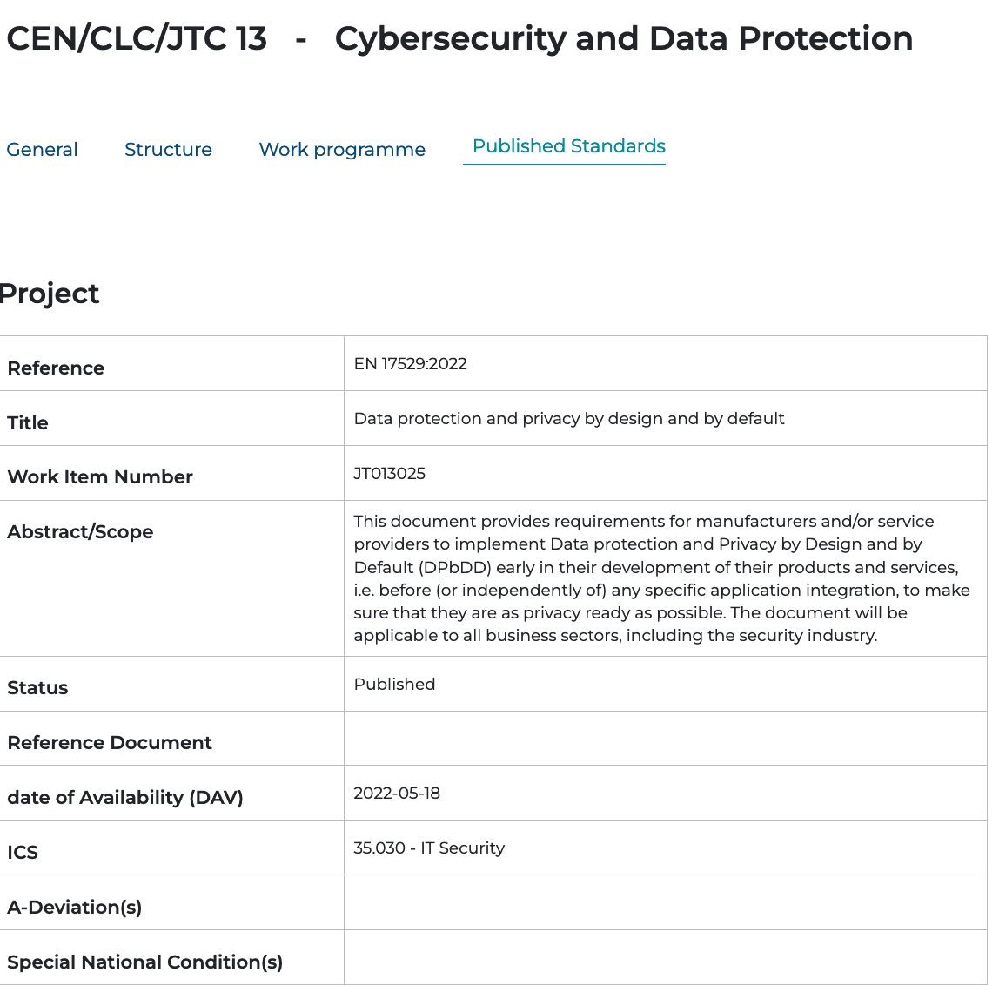 CEN/CLC/JTC 13 - Cybersecurity and Data Protection
General Structure Work programme Published Standards
Project
Reference EN 17529:2022
Title Data protection and privacy by design and by default
Work Item Number JT013025
Abstract/Scope This document provides requirements for manufacturers and/or service
providers to implement Data protection and Privacy by Design and by
Default (DPbDD) early in their development of their products and services,
i.e. before (or independently of) any specific application integration, to make
sure that they are as privacy ready as possible. The document will be
applicable to all business sectors, including the security industry.
Status Published
Reference Document
date of Availability (DAV) 2022-05-18
ICS 35.030 - IT Security
A-Deviation(s)
Special National Condition(s)